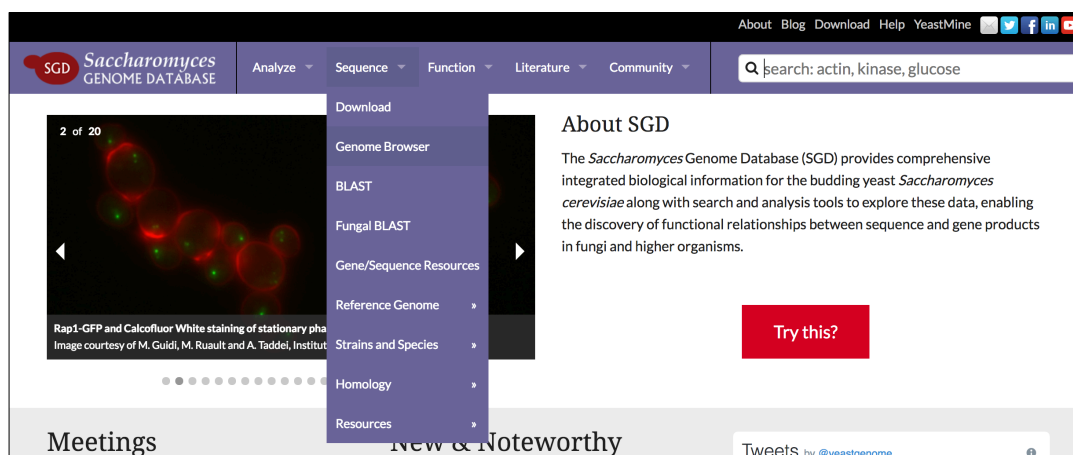 About Blog Download Help YeastMine
SGD Saccharomyces
GENOME DATABASE
Analyze Sequence Function Literature Community
search: actin, kinase, glucose
Download
Genome Browser
BLAST
Fungal BLAST
Gene/Sequence Resources
Reference Genome »
Strains and Species »
Homology »
Resources »
2 of 20
Rap1-GFP and Calcofluor White staining of stationary pha
Image courtesy of M. Guidi, M. Ruault and A. Taddei, Institut
About SGD
The Saccharomyces Genome Database (SGD) provides comprehensive
integrated biological information for the budding yeast Saccharomyces
cerevisiae along with search and analysis tools to explore these data, enabling
the discovery of functional relationships between sequence and gene products
in fungi and higher organisms.
Try this?
Meetings
New & Noteworthy
Tweets by @yeastgenome